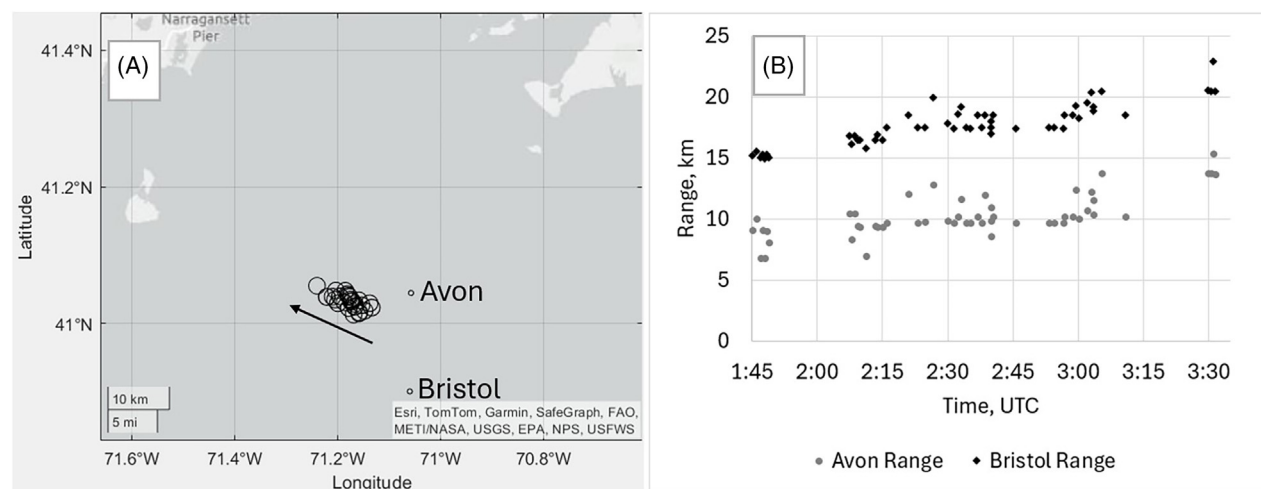 Narragansett
Pier
(A)
41.4°N
41.2°N
41°N
Latitude
Avon
Bristol
10 km
5 mi
Esri, TomTom, Garmin, SafeGraph, FAO,
METI/NASA, USGS, EPA, NPS, USFWS
71.6°W 71.4°W 71.2°W 71°W 70.8°W
Longitude
(B)
25
20
15
10
5
0
Range, km
1:45 2:00 2:15 2:30 2:45 3:00 3:15 3:30
Time, UTC
Avon Range Bristol Range